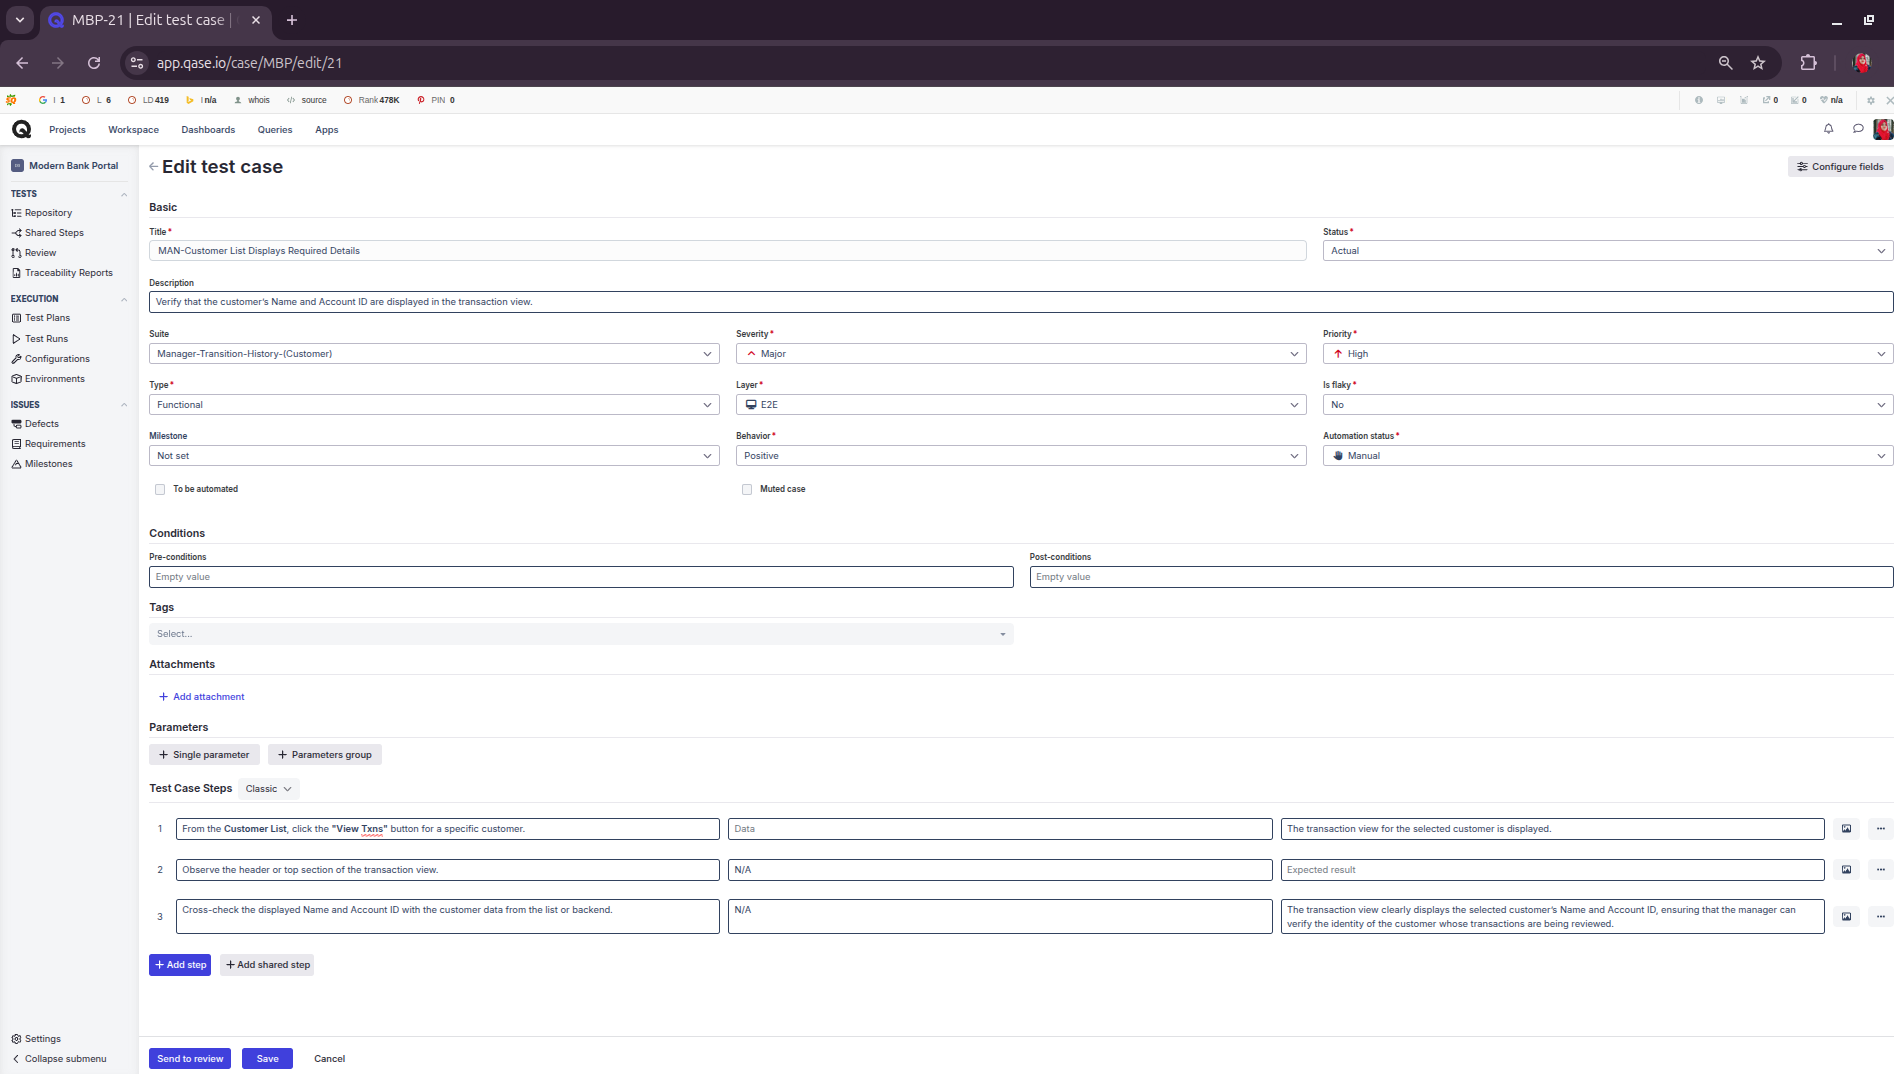 MBP-21 | Edit test case |
app.qase.io/case/MBP/edit/21
I 1 L 6 LD 419 I n/a whois source Rank 478K PIN 0 0 0 n/a
Projects Workspace Dashboards Queries Apps
Modern Bank Portal
TESTS
Repository
Shared Steps
Review
Traceability Reports
EXECUTION
Test Plans
Test Runs
Configurations
Environments
ISSUES
Defects
Requirements
Milestones
Settings
Collapse submenu
Edit test case
Configure fields
Basic
Title* Status*
MAN-Customer List Displays Required Details Actual
Description
Verify that the customer's Name and Account ID are displayed in the transaction view.
Suite Severity* Priority*
Manager-Transition-History-(Customer) Major High
Type* Layer* Is flaky*
Functional E2E No
Milestone Behavior* Automation status*
Not set Positive Manual
To be automated Muted case
Conditions
Pre-conditions Post-conditions
Empty value Empty value
Tags
Select...
Attachments
+ Add attachment
Parameters
+ Single parameter + Parameters group
Test Case Steps Classic
1 From the Customer List, click the "View Txns" button for a specific customer. Data The transaction view for the selected customer is displayed.
2 Observe the header or top section of the transaction view. N/A Expected result
3 Cross-check the displayed Name and Account ID with the customer data from the list or backend. N/A The transaction view clearly displays the selected customer's Name and Account ID, ensuring that the manager can
verify the identity of the customer whose transactions are being reviewed.
+ Add step + Add shared step
Send to review Save Cancel